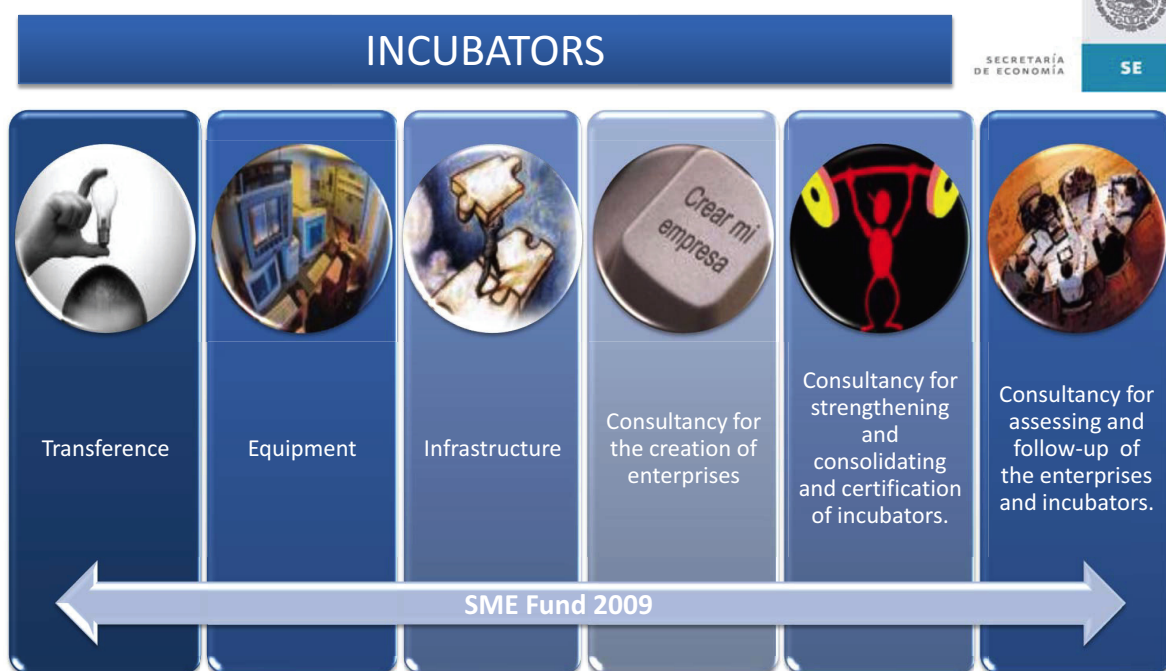 INCUBATORS
SECRETARÍA
DE ECONOMÍA
SE
Crear mi
empresa
Transference
Equipment
Infrastructure
Consultancy for
the creation of
enterprises
Consultancy for
strengthening
and
consolidating
and certification
of incubators.
Consultancy for
assessing and
follow-up of
the enterprises
and incubators.
SME Fund 2009